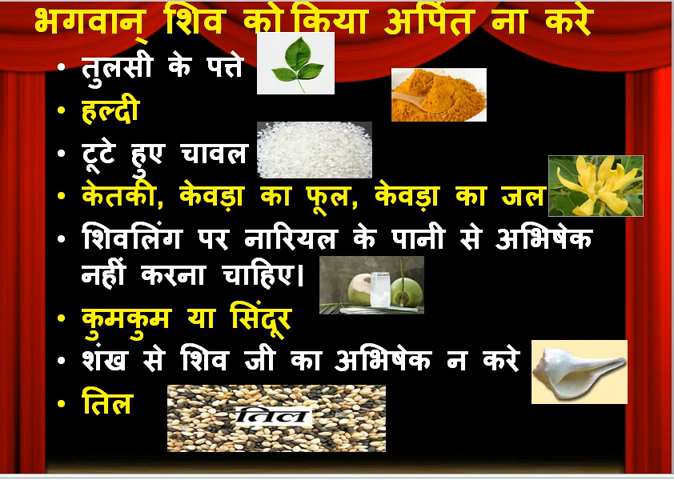 भगवान् शिव को किया अर्पित ना करे
• तुलसी के पत्ते
• हल्दी
• टूटे हुए चावल
• केतकी, केवड़ा का फूल, केवड़ा का जल
• शिवलिंग पर नारियल के पानी से अभिषेक
नहीं करना चाहिए।
• कुमकुम या सिंदूर
• शंख से शिव जी का अभिषेक न करे
• तिल
तिल